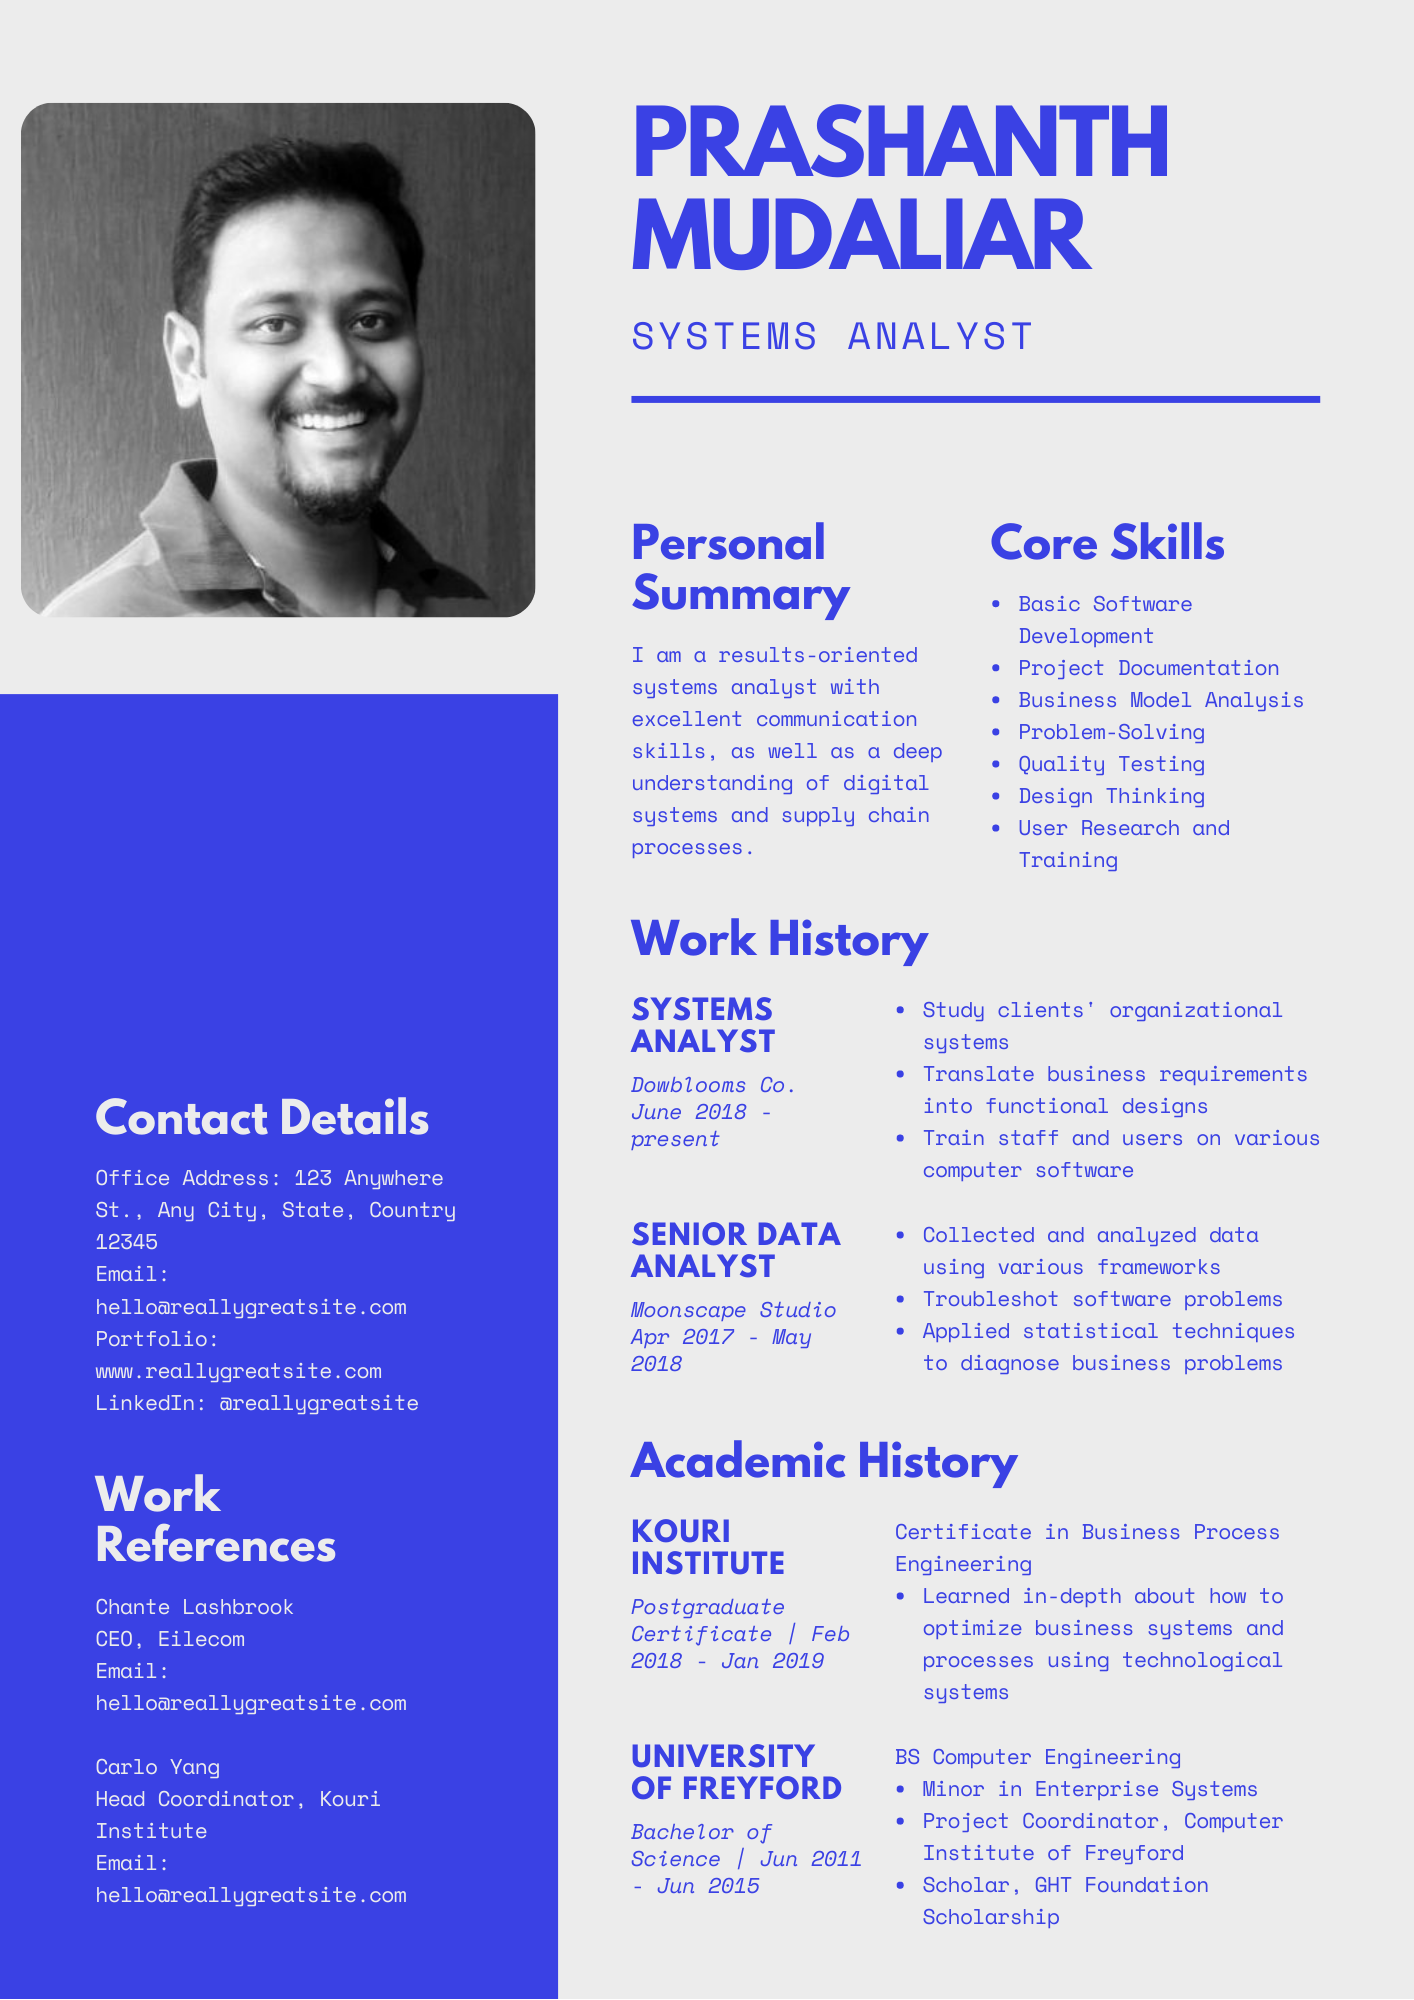 PRASHANTH
MUDALIAR
SYSTEMS ANALYST
Personal
Summary
I am a results-oriented
systems analyst with
excellent communication
skills, as well as a deep
understanding of digital
systems and supply chain
processes.
Core Skills
• Basic Software
Development
• Project Documentation
• Business Model Analysis
• Problem-Solving
• Quality Testing
• Design Thinking
• User Research and
Training
Work History
SYSTEMS
ANALYST
Dowblooms Co.
June 2018 -
present
• Study clients' organizational
systems
• Translate business requirements
into functional designs
• Train staff and users on various
computer software
SENIOR DATA
ANALYST
Moonscape Studio
Apr 2017 - May
2018
• Collected and analyzed data
using various frameworks
• Troubleshot software problems
• Applied statistical techniques
to diagnose business problems
Academic History
KOURI
INSTITUTE
Postgraduate
Certificate | Feb
2018 - Jan 2019
Certificate in Business Process
Engineering
• Learned in-depth about how to
optimize business systems and
processes using technological
systems
UNIVERSITY
OF FREYFORD
Bachelor of
Science | Jun 2011
- Jun 2015
BS Computer Engineering
• Minor in Enterprise Systems
• Project Coordinator, Computer
Institute of Freyford
• Scholar, GHT Foundation
Scholarship
Contact Details
Office Address: 123 Anywhere
St., Any City, State, Country
12345
Email:
hello@reallygreatsite.com
Portfolio:
www.reallygreatsite.com
LinkedIn: @reallygreatsite
Work
References
Chante Lashbrook
CEO, Eilecom
Email:
hello@reallygreatsite.com
Carlo Yang
Head Coordinator, Kouri
Institute
Email:
hello@reallygreatsite.com